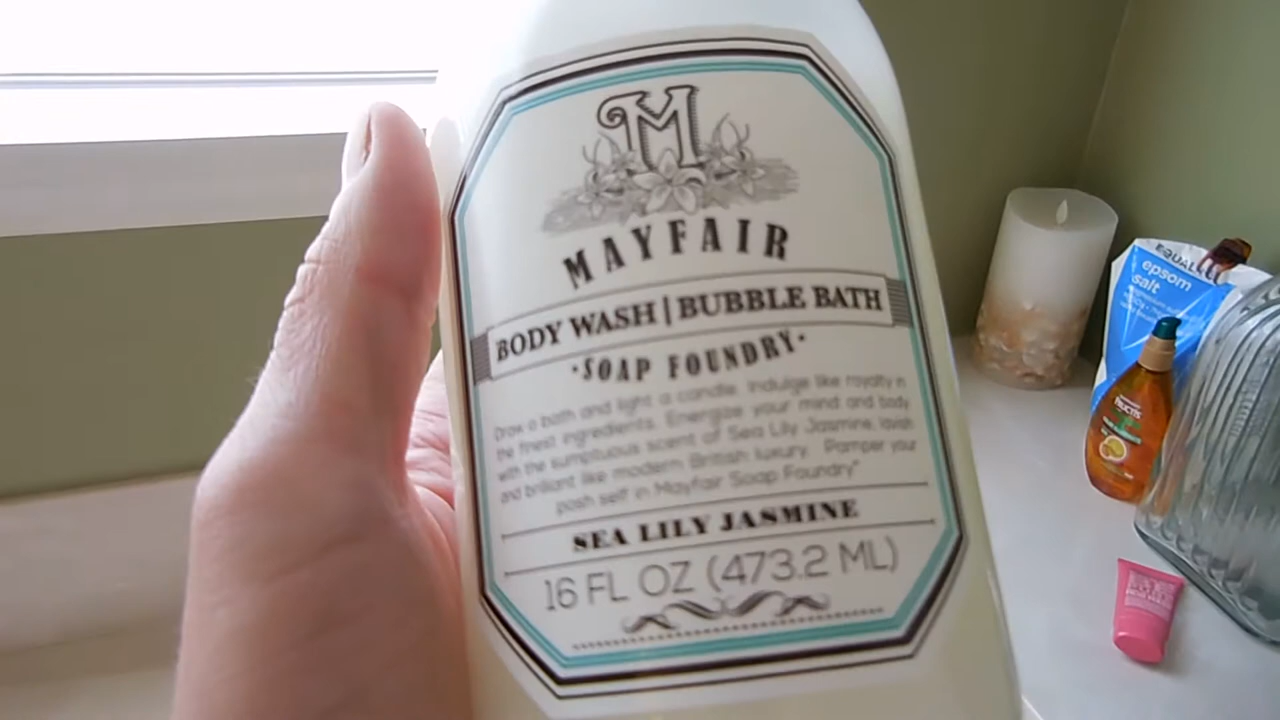 M
MAYFAIR
BODY WASH | BUBBLE BATH
·SOAP FOUNDRY·
Draw a bath and light a candle. Indulge like royalty in
the finest ingredients. Energise your mind and body
with the sumptuous scent of Sea Lily Jasmine, lavish
and brilliant like modern British luxury. Pamper your
posh self in Mayfair Soap Foundry"
SEA LILY JASMINE
16 FL OZ (473.2 ML)
EQUAL
epsom
salt
FRUCTIS